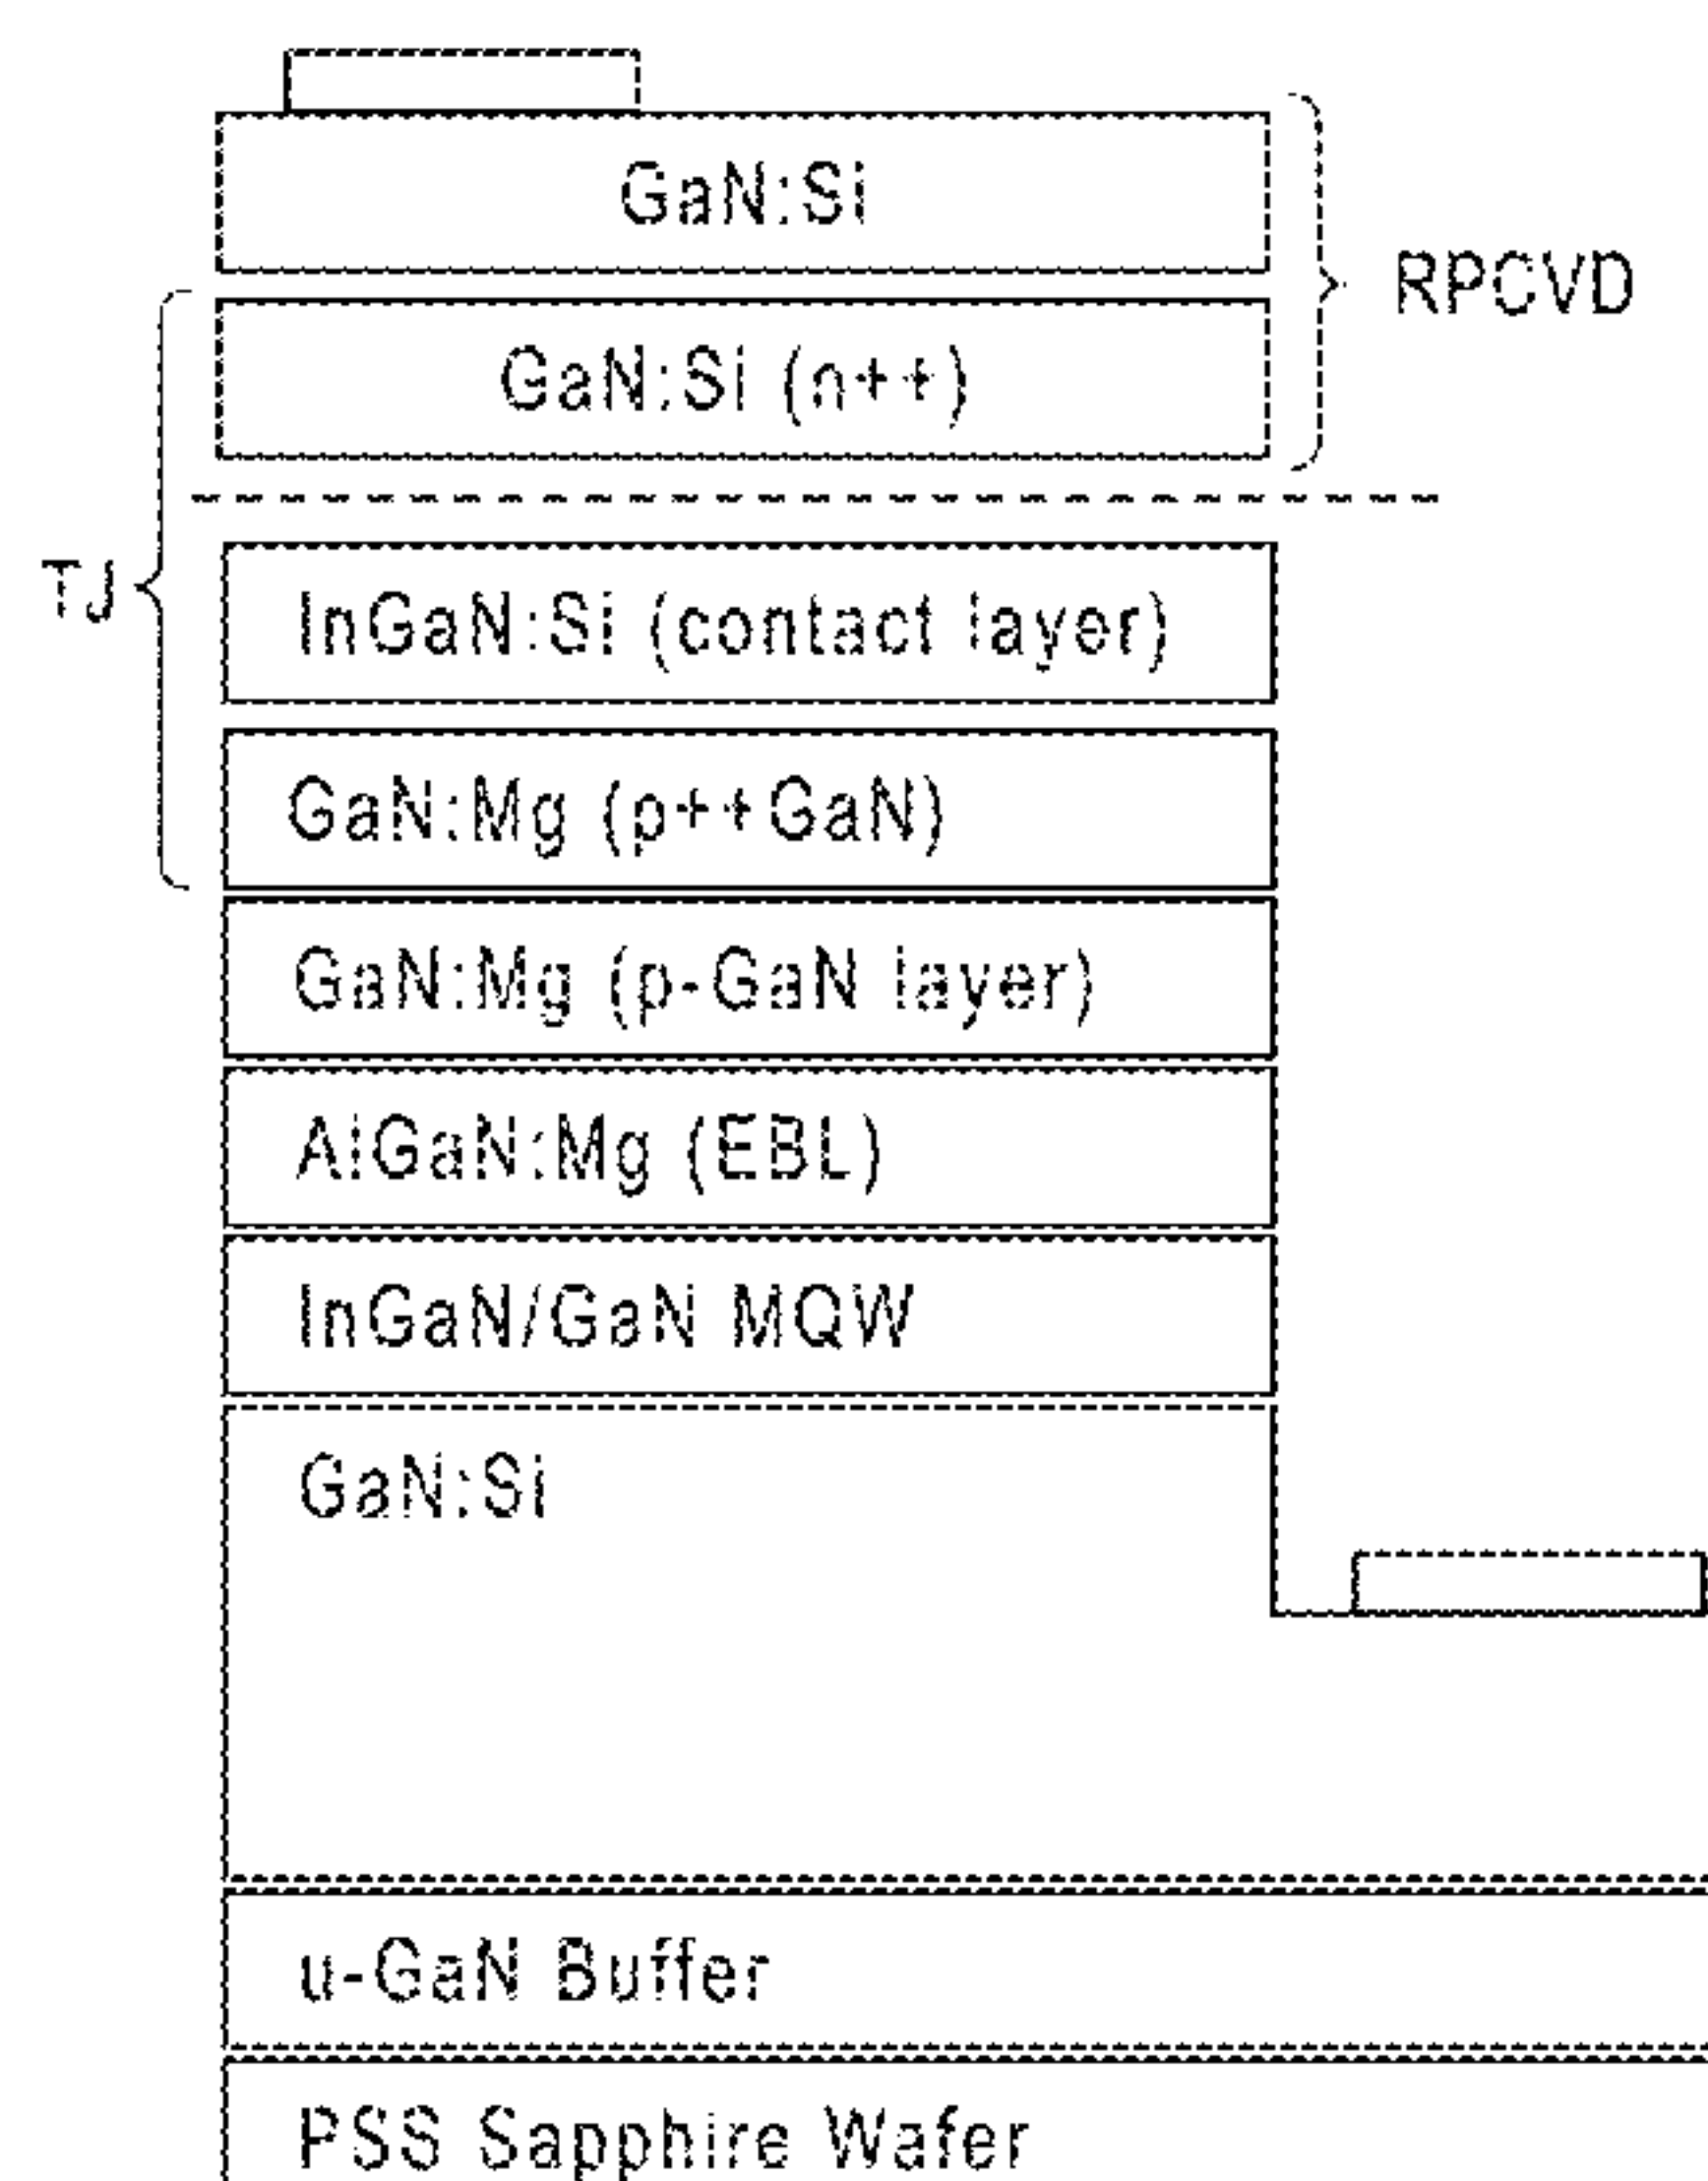 GaN:Si
RPCVD
GaN:Si (n++)
TJ
InGaN:Si (contact layer)
GaN:Mg (p++GaN)
GaN:Mg (p-GaN layer)
AlGaN:Mg (EBL)
InGaN/GaN MQW
GaN:Si
u-GaN Buffer
PSS Sapphire Wafer